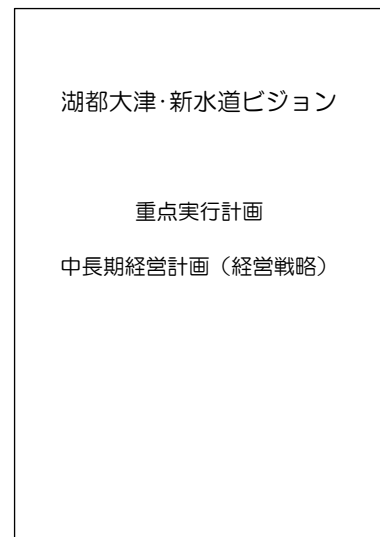 湖都大津･新水道ビジョン
重点実行計画
中長期経営計画（経営戦略）